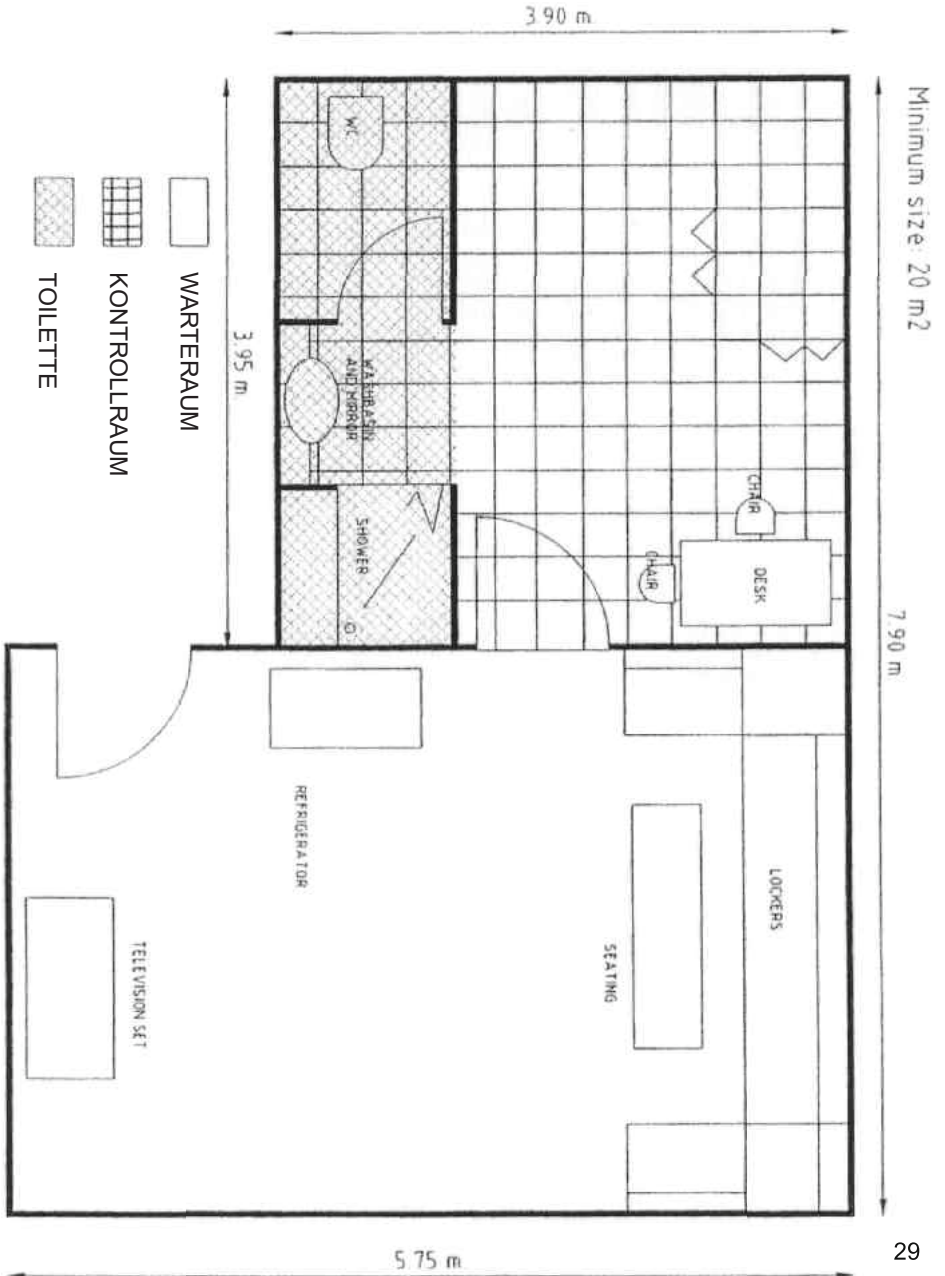 Minimum size: 20 m2
7.90 m
3.90 m
WC
WASHBASIN
AND MIRROR
SHOWER
CHAIR
CHAIR
DESK
3.95 m
LOCKERS
SEATING
REFRIGERATOR
TELEVISION SET
5.75 m
WARTERAUM
KONTROLLRAUM
TOILETTE
29